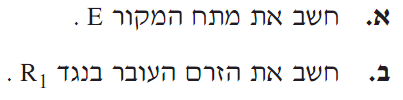 א. חשב את מתח המקור E .
ב. חשב את הזרם העובר בנגד R₁ .